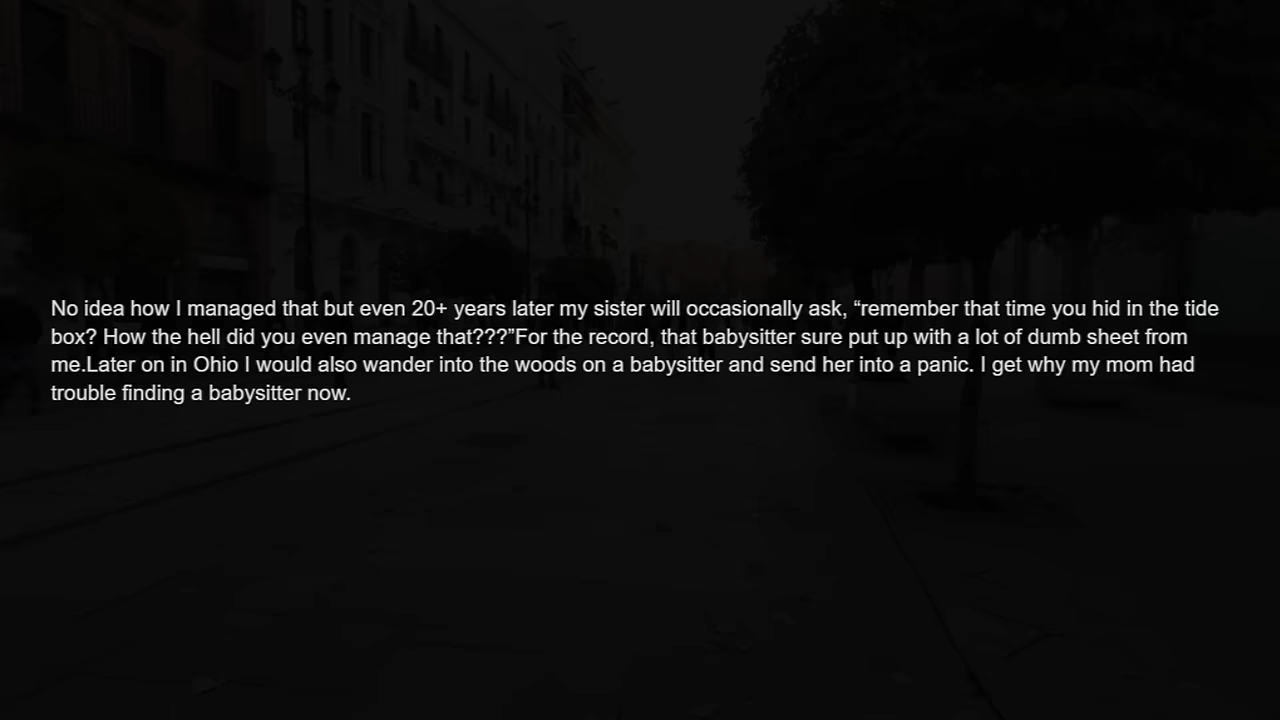 No idea how I managed that but even 20+ years later my sister will occasionally ask, “remember that time you hid in the tide
box? How the hell did you even manage that???”For the record, that babysitter sure put up with a lot of dumb sheet from
me.Later on in Ohio I would also wander into the woods on a babysitter and send her into a panic. I get why my mom had
trouble finding a babysitter now.